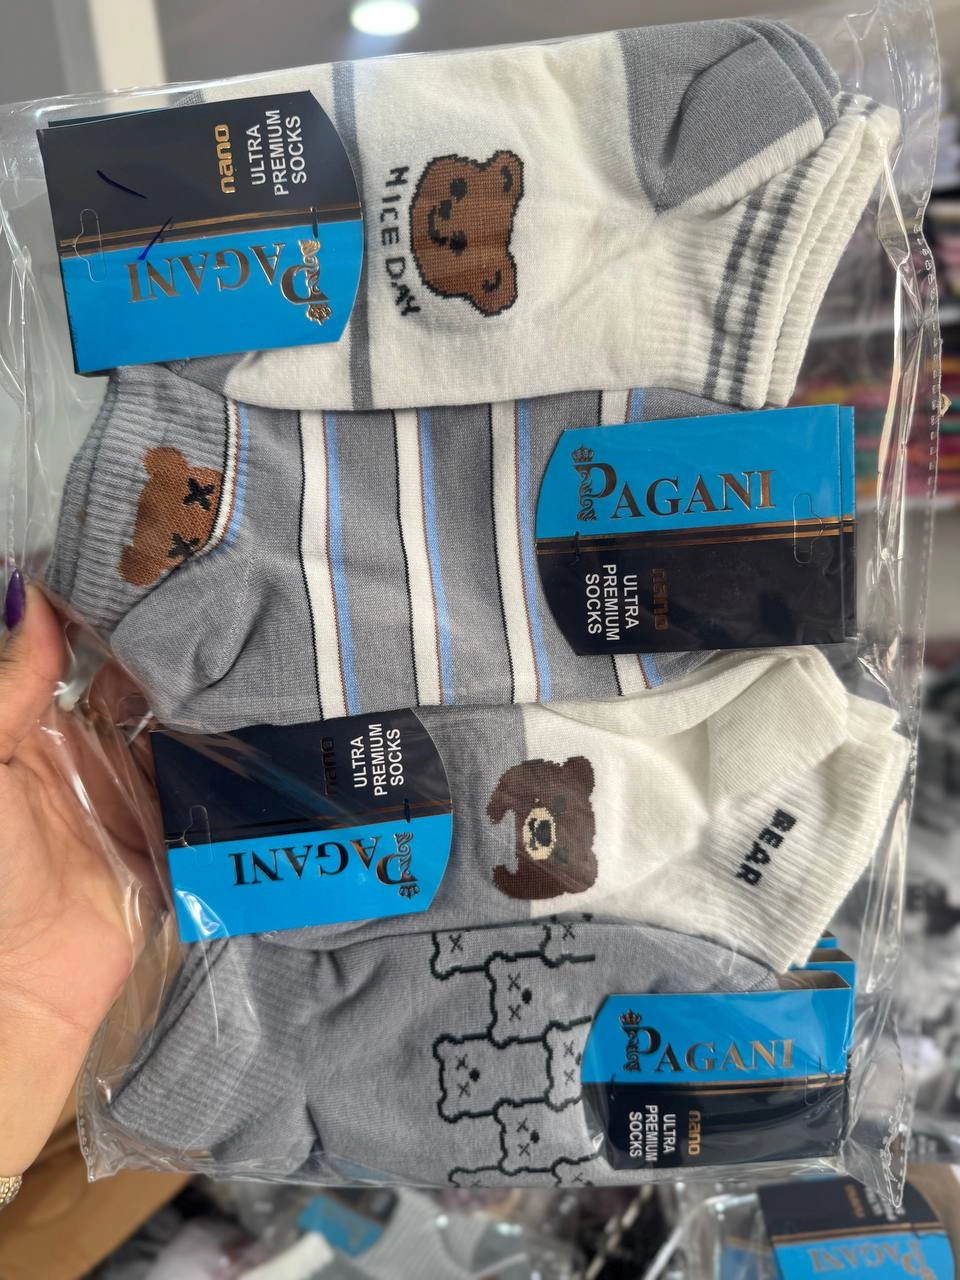 nano
ULTRA
PREMIUM
SOCKS
PAGANI
NICE DAY
PAGANI
nano
ULTRA
PREMIUM
SOCKS
nano
ULTRA
PREMIUM
SOCKS
PAGANI
BEAR
PAGANI
nano
ULTRA
PREMIUM
SOCKS
PAGANI